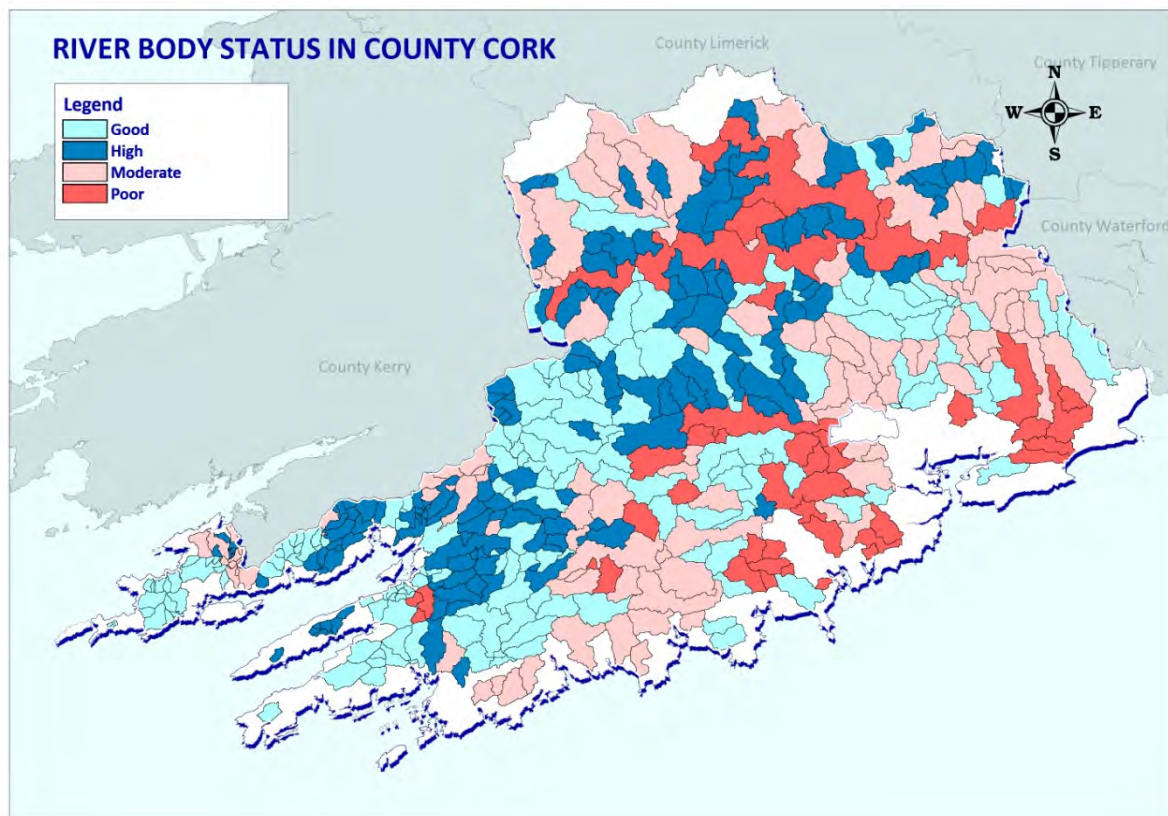 RIVER BODY STATUS IN COUNTY CORK
County Limerick
County Tipperary
N
W E
S
Legend
Good
High
Moderate
Poor
County Waterford
County Kerry